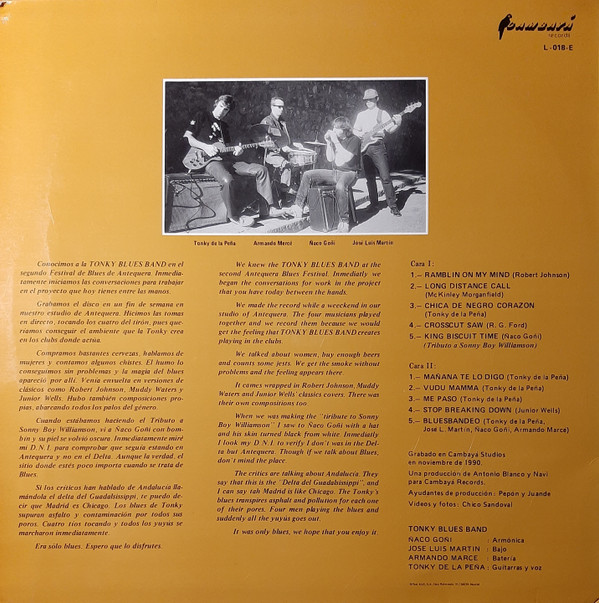 Cambayá
records
L-018-E
Tonky de la Peña
Armando Marcé
Ñaco Goñi
José Luis Martín
Conocimos a la TONKY BLUES BAND en el
segundo Festival de Blues de Antequera. Inmedia-
tamente iniciamos las conversaciones para trabajar
en el proyecto que hoy tienes entre las manos.
Grabamos el disco en un fin de semana en
nuestro estudio de Antequera. Hicimos las tomas
en directo, tocando los cuatro del tirón, pues que-
ríamos conseguir el ambiente que la Tonky crea
en los clubs donde actúa.
Compramos bastantes cervezas, hablamos de
mujeres y contamos algunos chistes. El humo lo
conseguimos sin problemas y la magia del blues
apareció por allí. Venía envuelta en versiones de
clásicos como Robert Johnson, Muddy Waters y
Junior Wells. Hubo también composiciones pro-
pias, abarcando todos los palos del género.
Cuando estábamos haciendo el Tributo a
Sonny Boy Williamson, vi a Ñaco Goñi con bom-
bín y su piel se volvió oscura. Inmediatamente miré
mi D.N.I. para comprobar que seguía estando en
Antequera y no en el Delta. Aunque la verdad, el
sitio donde estés poco importa cuando se trata de
Blues.
Si los críticos han hablado de Andalucía lla-
mándola el delta del Guadalsissippi, te puedo de-
cir que Madrid es Chicago. Los blues de Tonky
supuran asfalto y contaminación por todos sus
poros. Cuatro tíos tocando y todos los yuyus se
marcharon inmediatamente.
Era sólo blues. Espero que lo disfrutes.
We knew the TONKY BLUES BAND at the
second Antequera Blues Festival. Inmediatly we
began the conversations for work in the project
that you have today between the hands.
We made the record while a weeckend in our
studio of Antequera. The four musicians played
together and we record them because we would
get the feeling that TONKY BLUES BAND creates
playing in the clubs.
We talked about women, buy enough beers
and counts some jets. We get the smoke without
problems and the feeling appears there.
It comes wrapped in Robert Johnson, Muddy
Waters and Junior Wells' classics covers. There was
their own compositions too.
When we was making the "tribute to Sonny
Boy Williamson" I saw to Ñaco Goñi with a hat
and his skin turned black from white. Inmediatly
I look my D.N.I. to verify I don't was in the Del-
ta but Antequera. Though if we talk about Blues,
don't mind the place.
The critics are talking about Andalucía. They
say that this is the "Delta del Guadalsissippi", and
I can say tah Madrid is like Chicago. The Tonky's
blues transpires asphalt and pollution for each one
of their pores. Four men playing the blues and
suddenly all the yuyus goes out.
It was only blues, we hope that you enjoy it.
Cara I:
1.— RAMBLIN ON MY MIND (Robert Johnson)
2.— LONG DISTANCE CALL
(McKinley Morganfield)
3.— CHICA DE NEGRO CORAZON
(Tonky de la Peña)
4.— CROSSCUT SAW (R. G. Ford)
5.— KING BISCUIT TIME (Ñaco Goñi)
(Tributo a Sonny Boy Williamson)
Cara II:
1.— MAÑANA TE LO DIGO (Tonky de la Peña)
2.— VUDU MAMMA (Tonky de la Peña)
3.— ME PASO (Tonky de la Peña)
4.— STOP BREAKING DOWN (Junior Wells)
5.— BLUESBANDEO (Tonky de la Peña,
José L. Martín, Ñaco Goñi, Armando Marca)
Grabado en Cambayá Studios
en noviembre de 1990.
Una producción de Antonio Blanco y Navi
para Cambayá Records.
Ayudantes de producción: Pepón y Juande
Videos y fotos: Chico Sandoval
TONKY BLUES BAND
ÑACO GOÑI : Armónica
JOSE LUIS MARTIN : Bajo
ARMANDO MARCE : Batería
TONKY DE LA PEÑA: Guitarras y voz